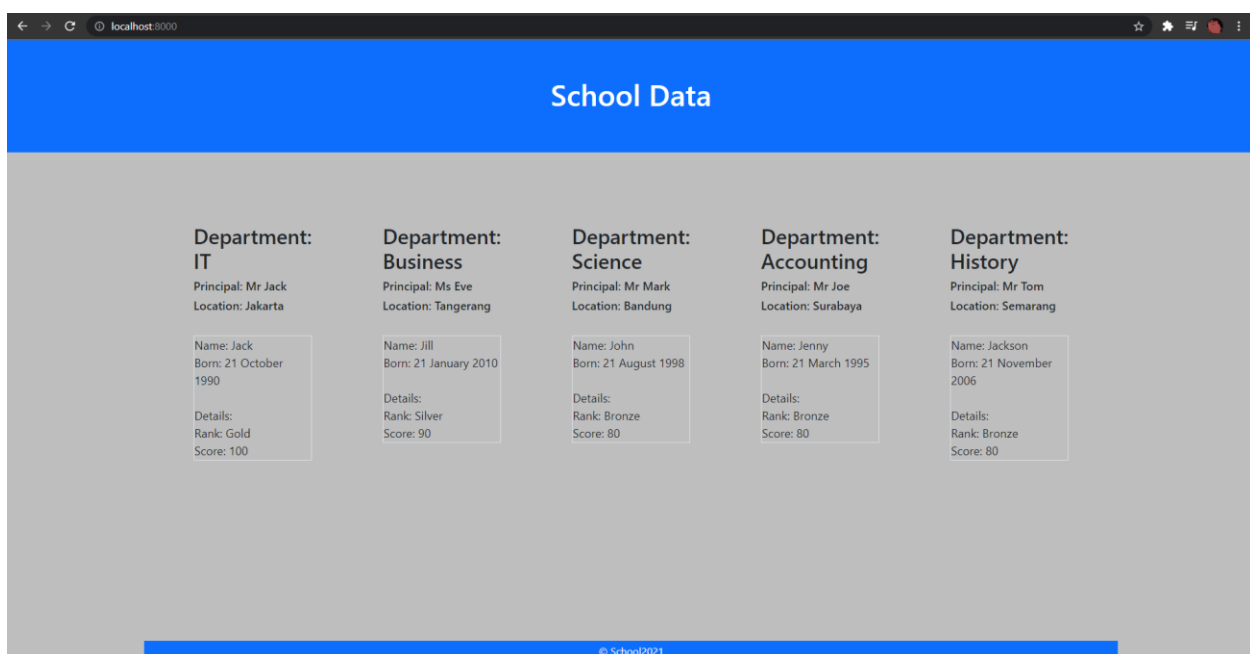 localhost:8000
School Data
Department:
IT
Principal: Mr Jack
Location: Jakarta
Name: Jack
Born: 21 October
1990
Details:
Rank: Gold
Score: 100
Department:
Business
Principal: Ms Eve
Location: Tangerang
Name: Jill
Born: 21 January 2010
Details:
Rank: Silver
Score: 90
Department:
Science
Principal: Mr Mark
Location: Bandung
Name: John
Born: 21 August 1998
Details:
Rank: Bronze
Score: 80
Department:
Accounting
Principal: Mr Joe
Location: Surabaya
Name: Jenny
Born: 21 March 1995
Details:
Rank: Bronze
Score: 80
Department:
History
Principal: Mr Tom
Location: Semarang
Name: Jackson
Born: 21 November
2006
Details:
Rank: Bronze
Score: 80
© School2021